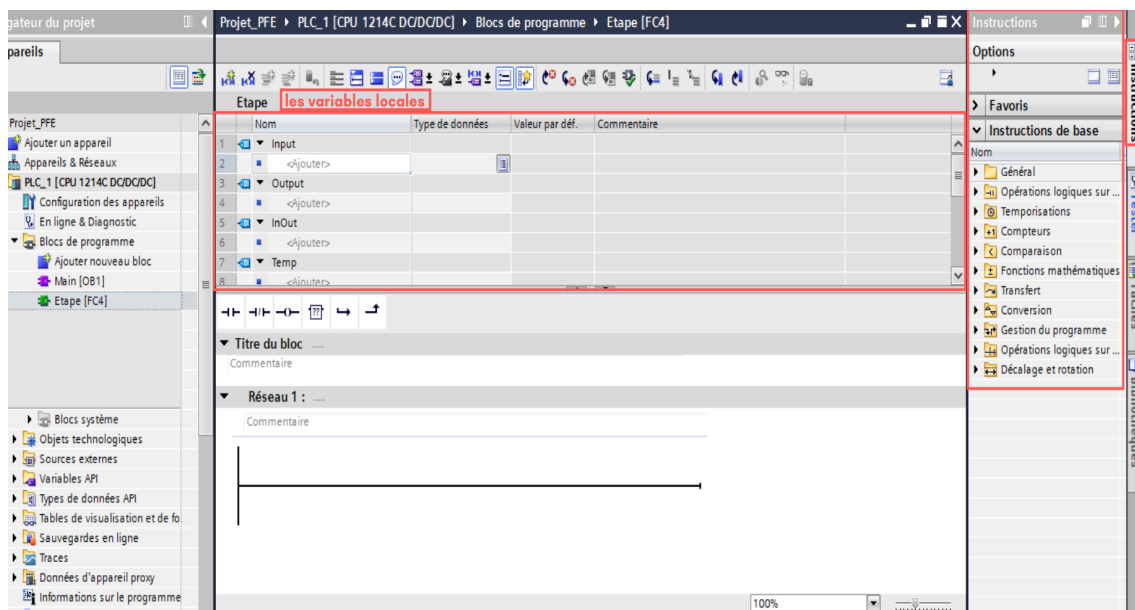 gateur du projet
pareils
Projet_PFE
Ajouter un appareil
Appareils & Réseaux
PLC_1 [CPU 1214C DC/DC/DC]
Configuration des appareils
En ligne & Diagnostic
Blocs de programme
Ajouter nouveau bloc
Main [OB1]
Etape [FC4]
Blocs système
Objets technologiques
Sources externes
Variables API
Types de données API
Tables de visualisation et de fo
Sauvegardes en ligne
Traces
Données d'appareil proxy
Informations sur le programme
Projet_PFE PLC_1 [CPU 1214C DC/DC/DC] Blocs de programme Etape [FC4]
Etape les variables locales
Nom Type de données Valeur par déf. Commentaire
1 Input
2 <Ajouter>
3 Output
4 <Ajouter>
5 InOut
6 <Ajouter>
7 Temp
8 <Ajouter>
??
Titre du bloc .....
Commentaire
Réseau 1 : .....
Commentaire
100%
Instructions
Options
Favoris
Instructions de base
Nom
Général
Opérations logiques sur ...
Temporisations
Compteurs
Comparaison
Fonctions mathématiques
Transfert
Conversion
Gestion du programme
Opérations logiques sur ...
Décalage et rotation
Instructions
Tester
Tâches
Bibliothèques